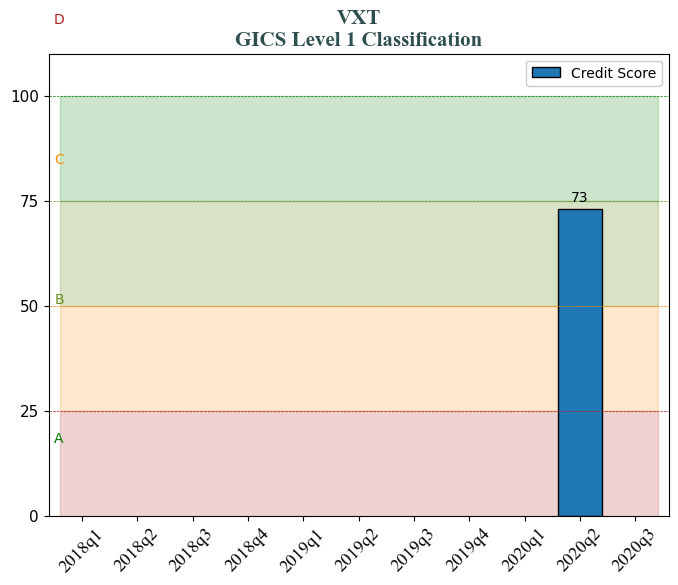 D
VXT
GICS Level 1 Classification
Credit Score
100
C
75
73
B
50
25
A
0
2018q1
2018q2
2018q3
2018q4
2019q1
2019q2
2019q3
2019q4
2020q1
2020q2
2020q3